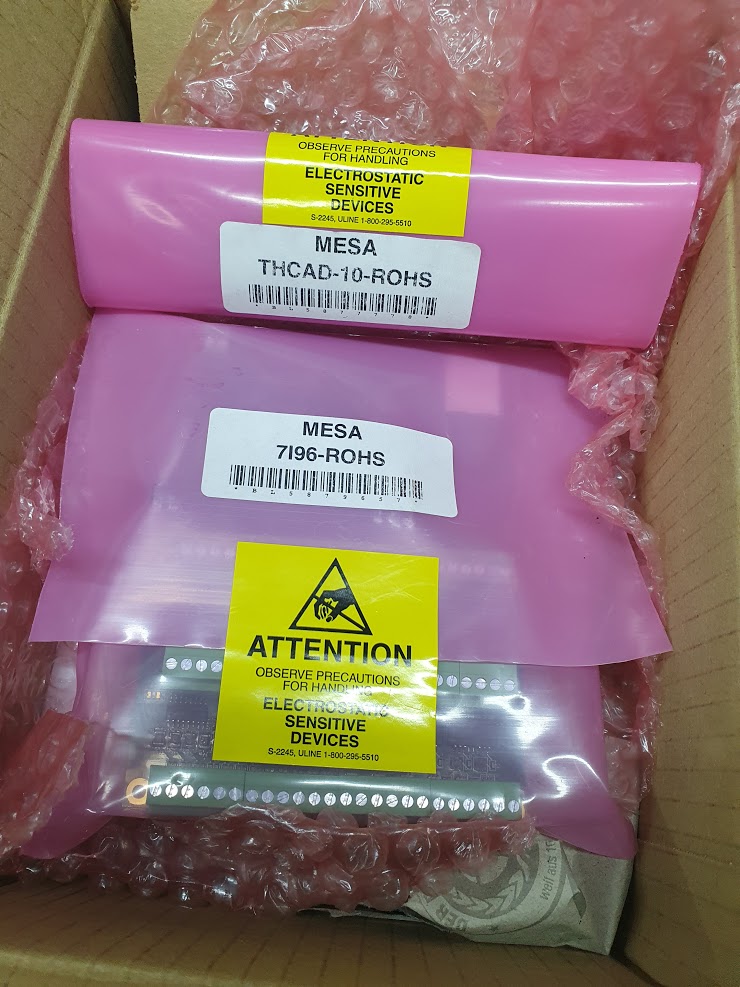 ATTENTION
OBSERVE PRECAUTIONS
FOR HANDLING
ELECTROSTATIC
SENSITIVE
DEVICES
S-2245, ULINE 1-800-295-5510
MESA
THCAD-10-ROHS
MESA
7I96-ROHS
ATTENTION
OBSERVE PRECAUTIONS
FOR HANDLING
ELECTROSTATIC
SENSITIVE
DEVICES
S-2245, ULINE 1-800-295-5510